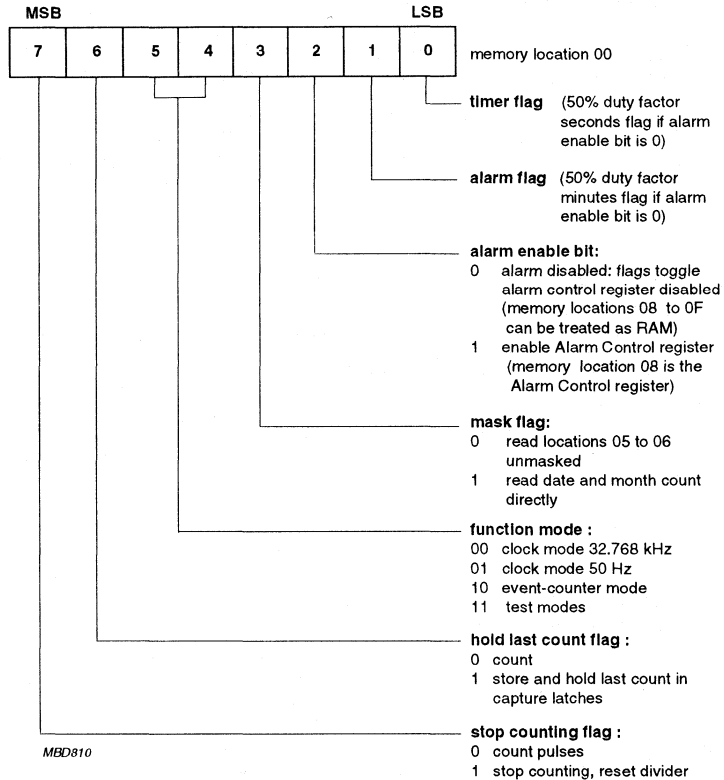 MSB LSB
7 6 5 4 3 2 1 0 memory location 00
timer flag (50% duty factor
seconds flag if alarm
enable bit is 0)
alarm flag (50% duty factor
minutes flag if alarm
enable bit is 0)
alarm enable bit:
0 alarm disabled: flags toggle
alarm control register disabled
(memory locations 08 to 0F
can be treated as RAM)
1 enable Alarm Control register
(memory location 08 is the
Alarm Control register)
mask flag:
0 read locations 05 to 06
unmasked
1 read date and month count
directly
function mode :
00 clock mode 32.768 kHz
01 clock mode 50 Hz
10 event-counter mode
11 test modes
hold last count flag :
0 count
1 store and hold last count in
capture latches
stop counting flag :
0 count pulses
1 stop counting, reset divider
MBD810